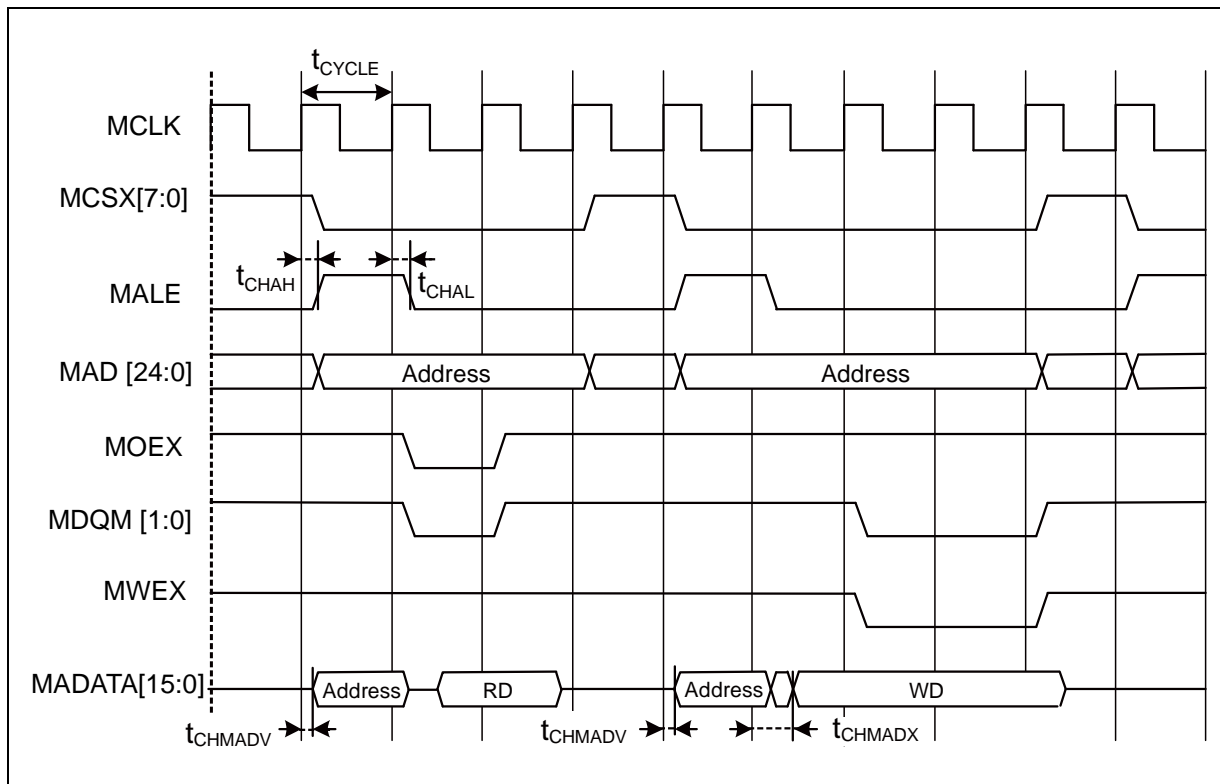 tCYCLE
MCLK
MCSX[7:0]
tCHAH
tCHAL
MALE
MAD [24:0]
Address
Address
MOEX
MDQM [1:0]
MWEX
MADATA[15:0]
Address
RD
Address
WD
tCHMADV
tCHMADV
tCHMADX